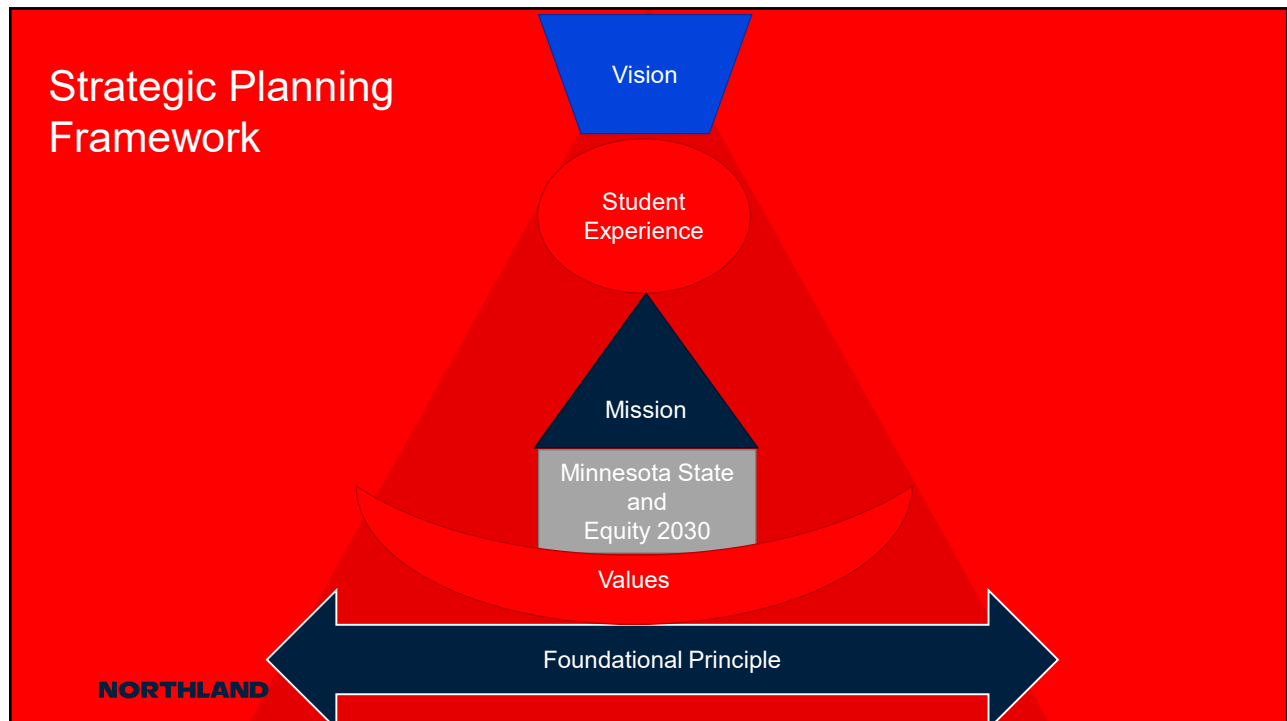 Strategic Planning
Framework
Vision
Student
Experience
Mission
Minnesota State
and
Equity 2030
Values
Foundational Principle
NORTHLAND